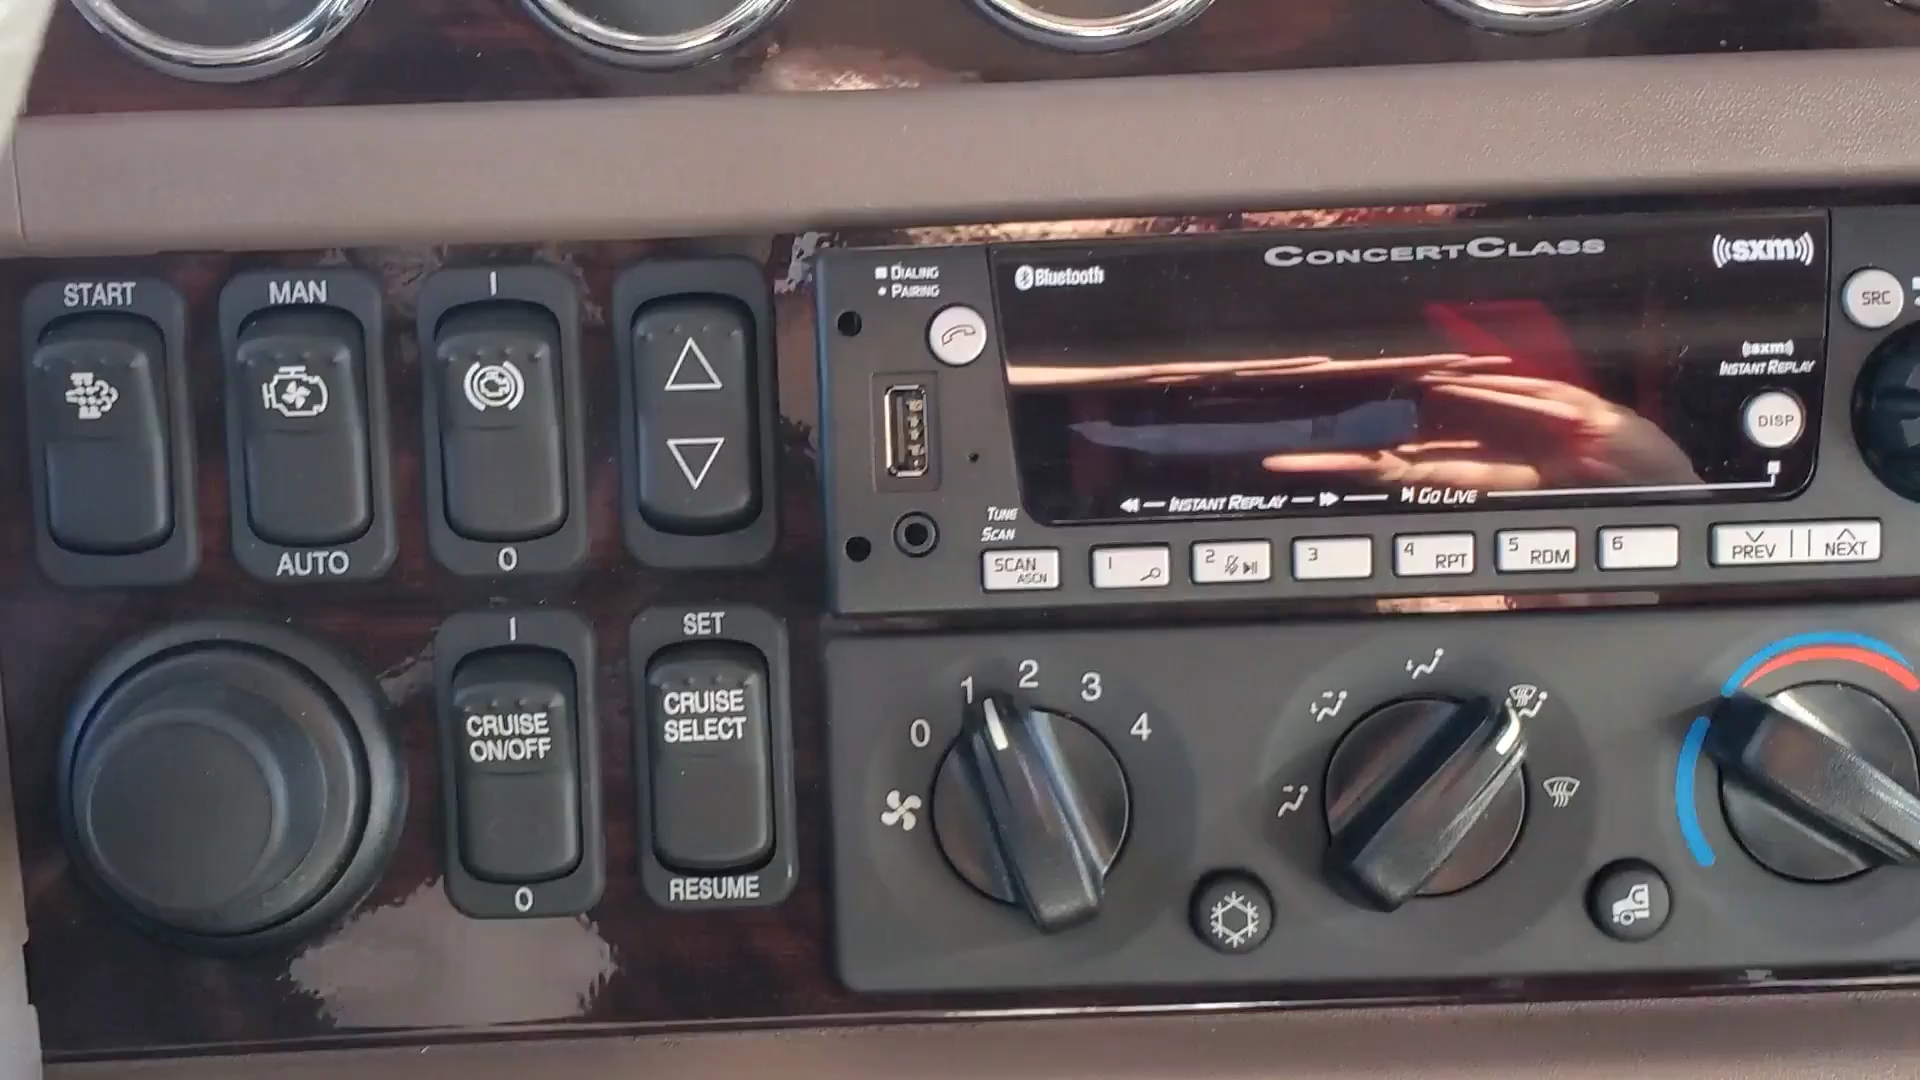 START
MAN
AUTO
I
0
DIALING
PAIRING
Bluetooth
CONCERTCLASS
sxm
SRC
sxm
INSTANT REPLAY
DISP
INSTANT REPLAY
GO LIVE
TUNE
SCAN
SCAN
ASCN
1
2
3
4 RPT
5 RDM
6
PREV
NEXT
I
CRUISE
ON/OFF
0
SET
CRUISE
SELECT
RESUME
0 1 2 3 4